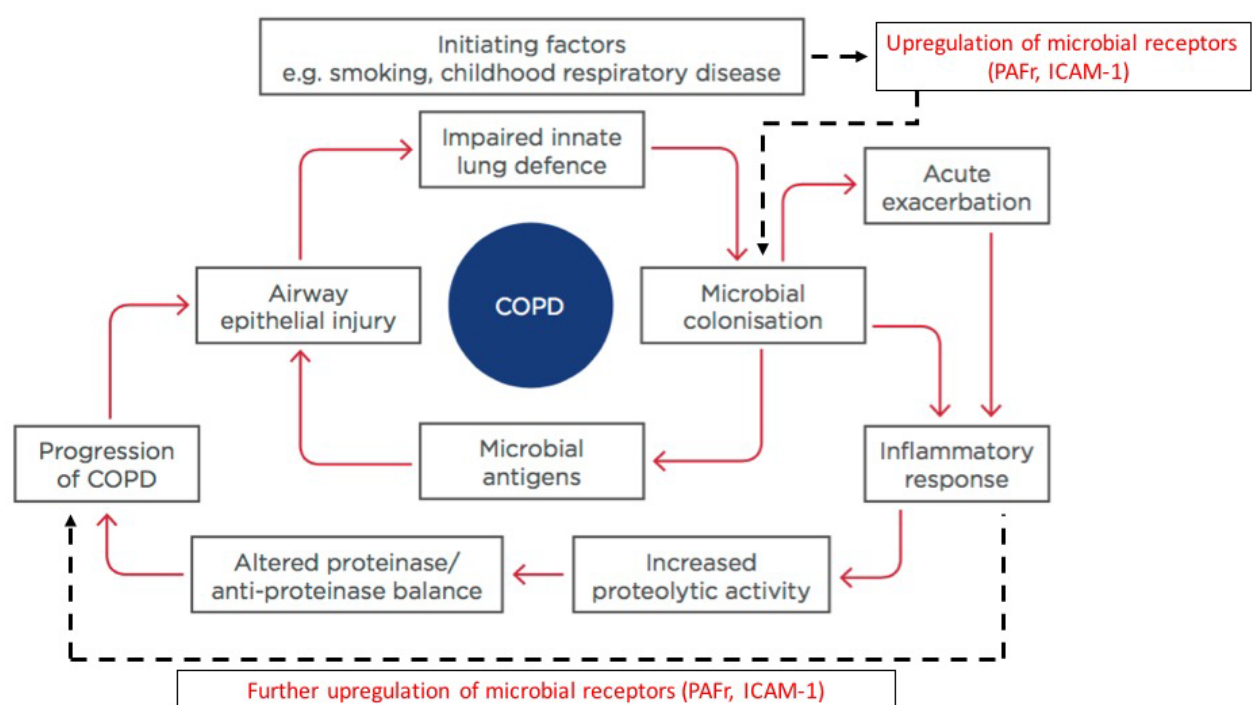 Initiating factors
e.g. smoking, childhood respiratory disease
Upregulation of microbial receptors
(PAFr, ICAM-1)
Impaired innate
lung defence
Acute
exacerbation
Airway
epithelial injury
COPD
Microbial
colonisation
Progression
of COPD
Microbial
antigens
Inflammatory
response
Altered proteinase/
anti-proteinase balance
Increased
proteolytic activity
Further upregulation of microbial receptors (PAFr, ICAM-1)